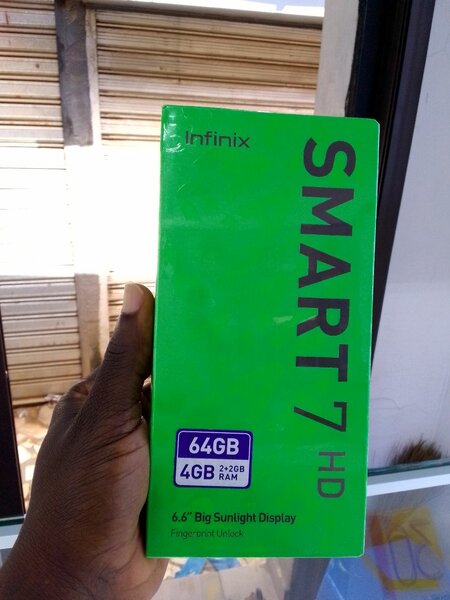 Infinix
SMART 7 HD
64GB
4GB 2+2GB RAM
6.6" Big Sunlight Display
Fingerprint Unlock